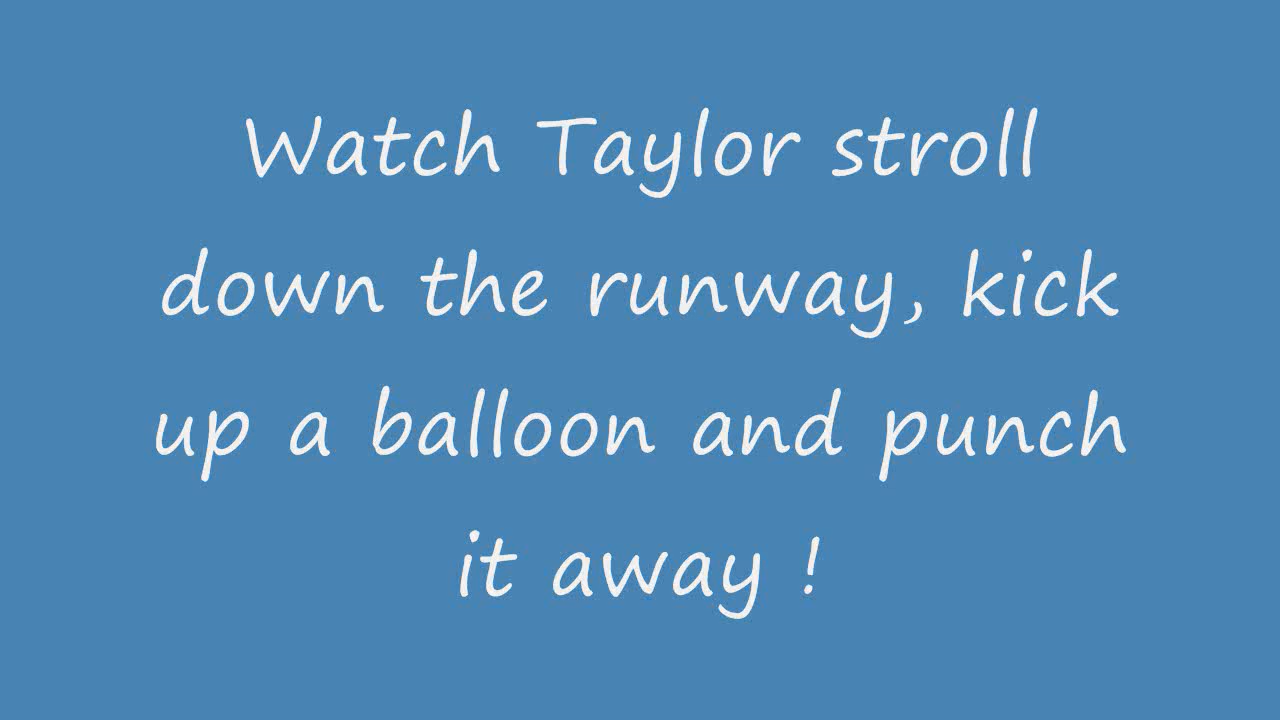 Watch Taylor stroll
down the runway, kick
up a balloon and punch
it away !